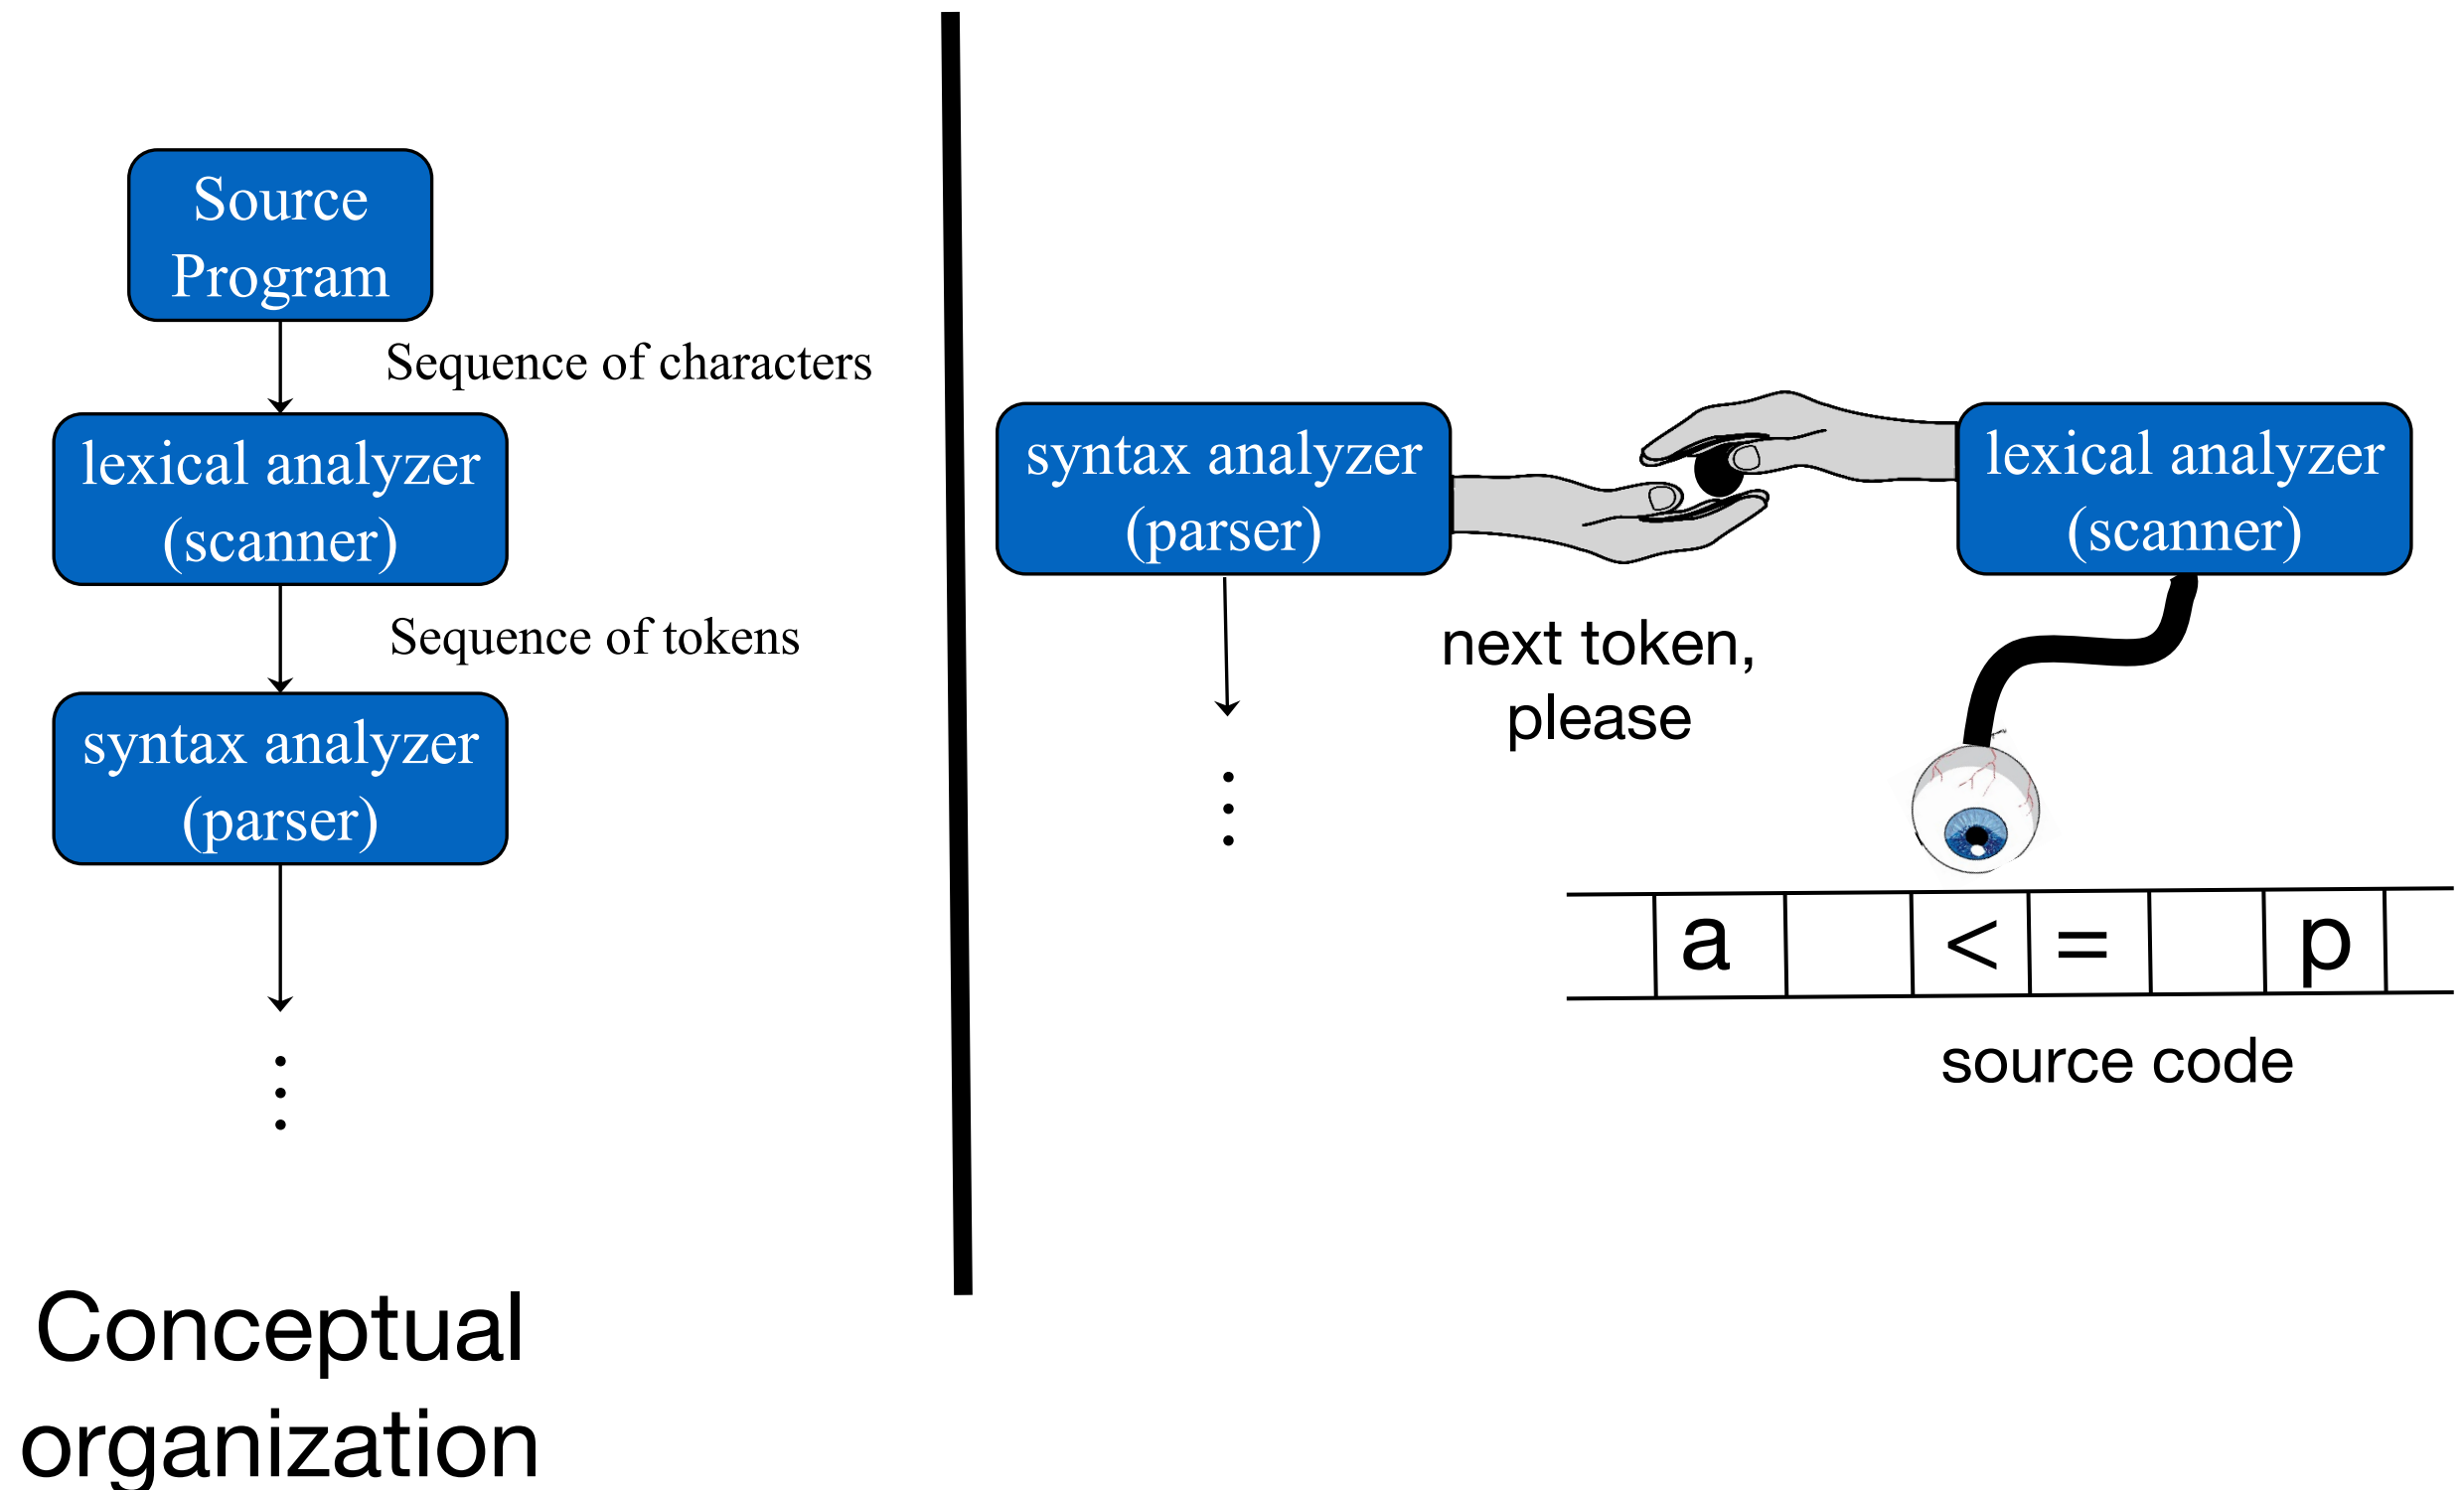 Source
Program
Sequence of characters
lexical analyzer
(scanner)
Sequence of tokens
syntax analyzer
(parser)
Conceptual
organization
syntax analyzer
(parser)
lexical analyzer
(scanner)
next token,
please
a < = p
source code